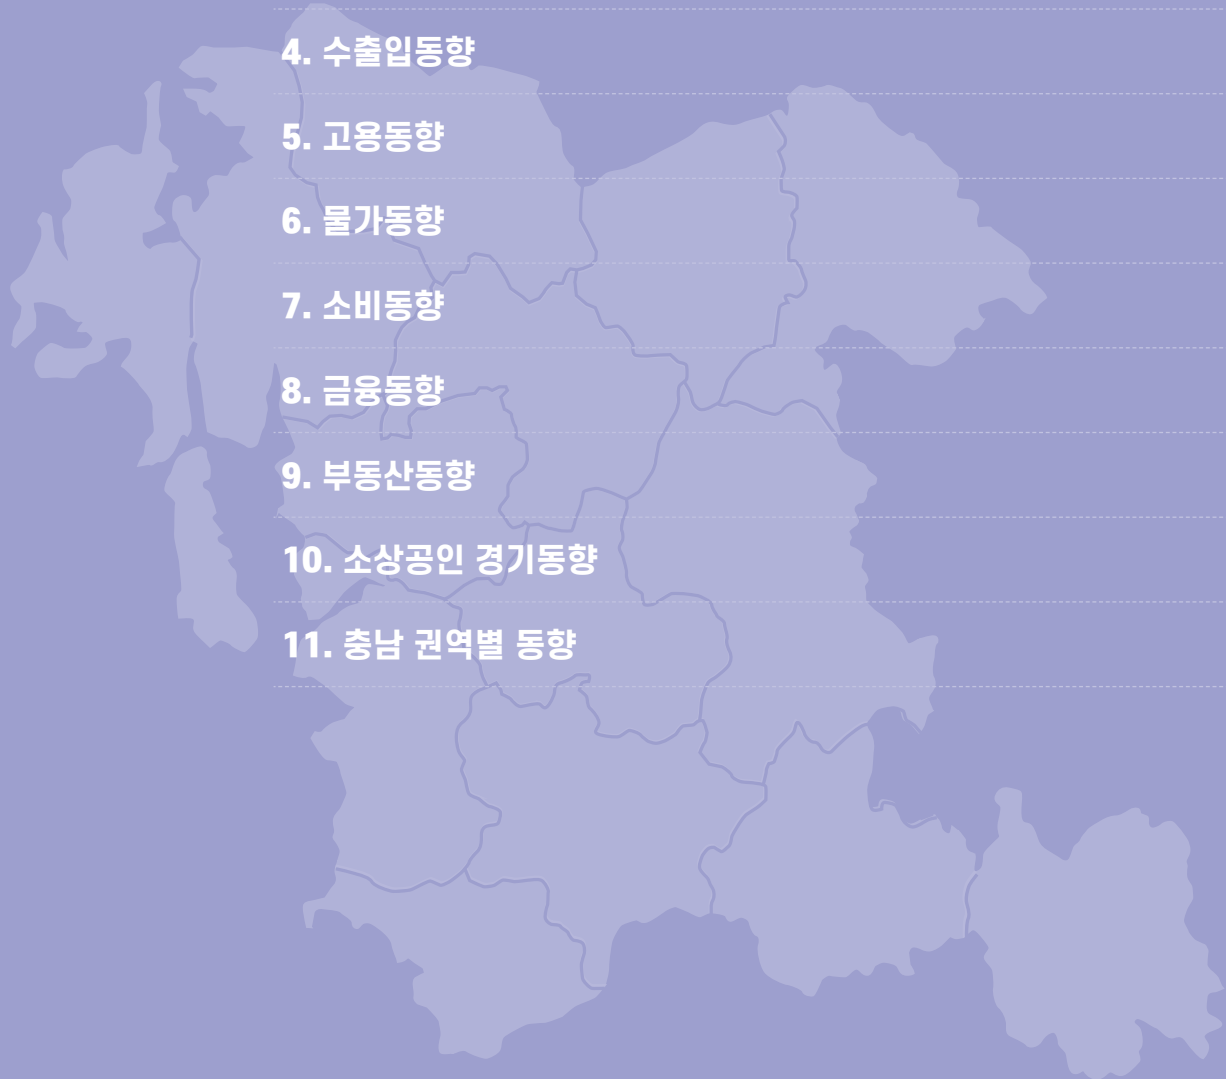 4. 수출입동향
5. 고용동향
6. 물가동향
7. 소비동향
8. 금융동향
9. 부동산동향
10. 소상공인 경기동향
11. 충남 권역별 동향